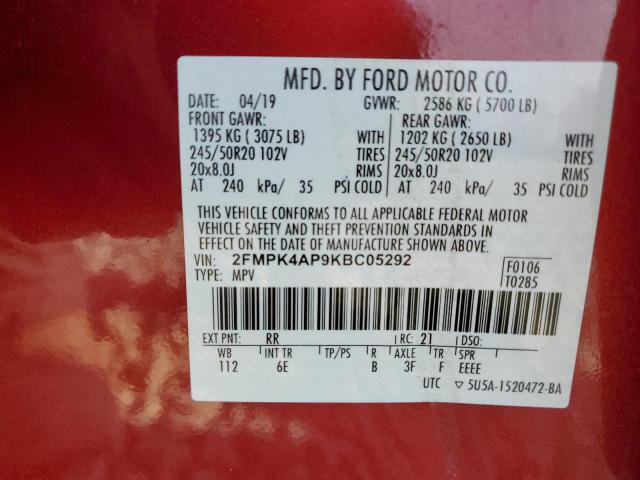 MFD. BY FORD MOTOR CO.
DATE: 04/19 GVWR: 2586 KG ( 5700 LB)
FRONT GAWR: REAR GAWR:
1395 KG ( 3075 LB) WITH 1202 KG ( 2650 LB) WITH
245/50R20 102V TIRES 245/50R20 102V TIRES
20x8.0J RIMS 20x8.0J RIMS
AT 240 kPa/ 35 PSI COLD AT 240 kPa/ 35 PSI COLD
THIS VEHICLE CONFORMS TO ALL APPLICABLE FEDERAL MOTOR
VEHICLE SAFETY AND THEFT PREVENTION STANDARDS IN
EFFECT ON THE DATE OF MANUFACTURE SHOWN ABOVE.
VIN: 2FMPK4AP9KBC05292
TYPE: MPV
F0106
T0285
EXT PNT: RR RC: 21 DSO:
WB INT TR TP/PS R AXLE TR SPR
112 6E B 3F F EEEE
UTC ▽ 5U5A-1520472-BA